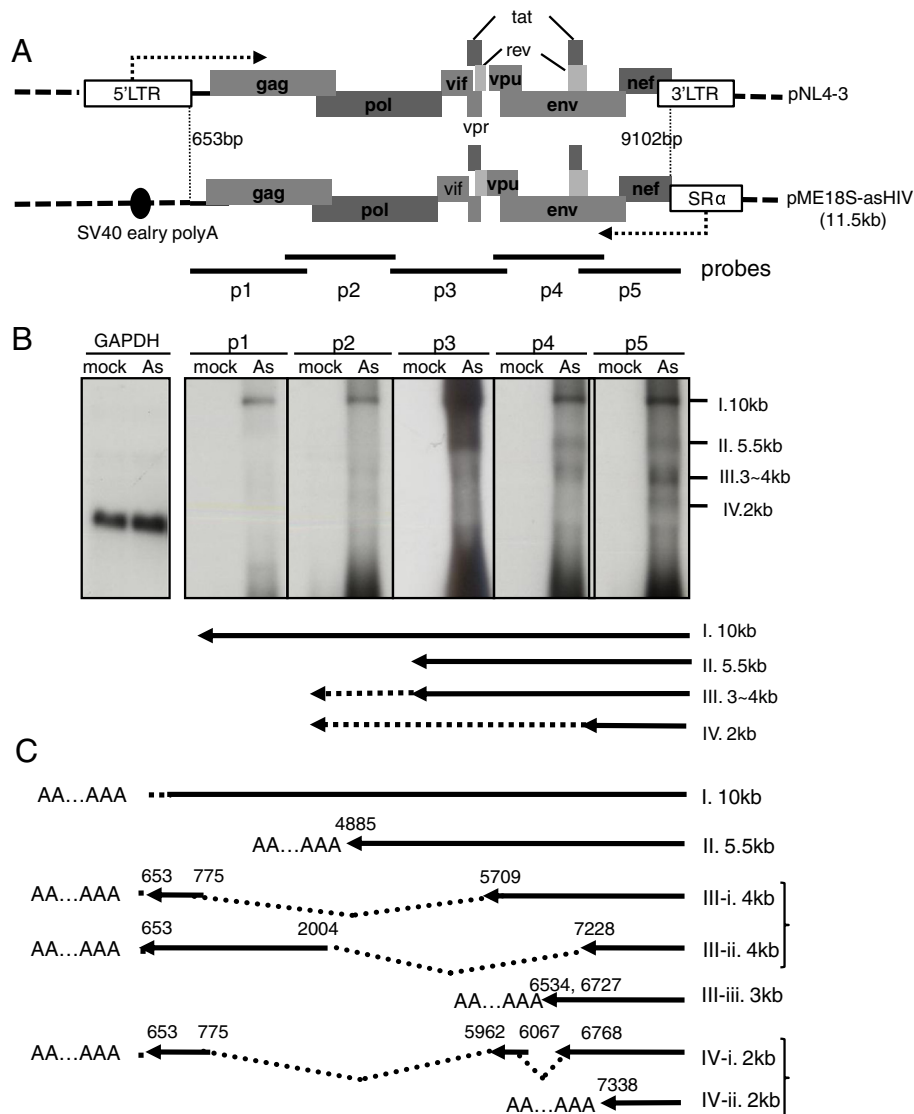 A
tat
rev
5'LTR
gag
pol
vif
vpr
vpu
env
nef
3'LTR
pNL4-3
653bp
9102bp
gag
pol
vif
vpu
env
nef
SRα
pME18S-asHIV
(11.5kb)
SV40 ealry polyA
probes
p1
p2
p3
p4
p5
B
GAPDH
p1
p2
p3
p4
p5
mock As
mock As
mock As
mock As
mock As
mock As
I.10kb
II. 5.5kb
III.3~4kb
IV.2kb
I. 10kb
II. 5.5kb
III. 3~4kb
IV. 2kb
C
AA...AAA
I. 10kb
4885
AA...AAA
II. 5.5kb
653
775
5709
AA...AAA
III-i. 4kb
653
2004
7228
AA...AAA
III-ii. 4kb
6534, 6727
AA...AAA
III-iii. 3kb
653
775
5962
6067
6768
AA...AAA
IV-i. 2kb
7338
AA...AAA
IV-ii. 2kb